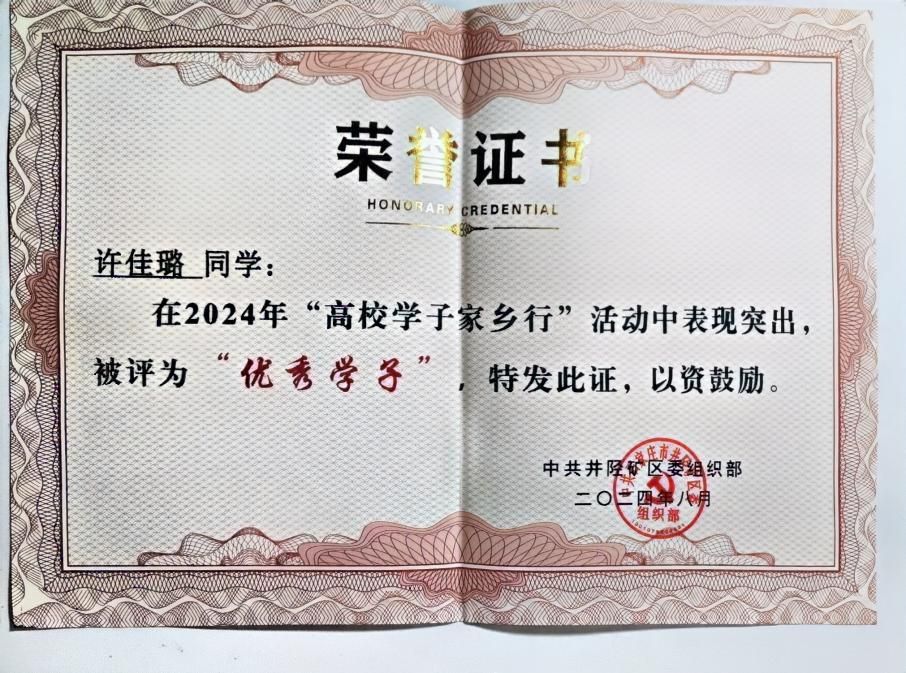 荣誉证书
HONORARY CREDENTIAL
许佳璐 同学：
在2024年“高校学子家乡行”活动中表现突出，
被评为“优秀学子”，特发此证，以资鼓励。
中共井陉矿区委组织部
二〇二四年八月
组织部